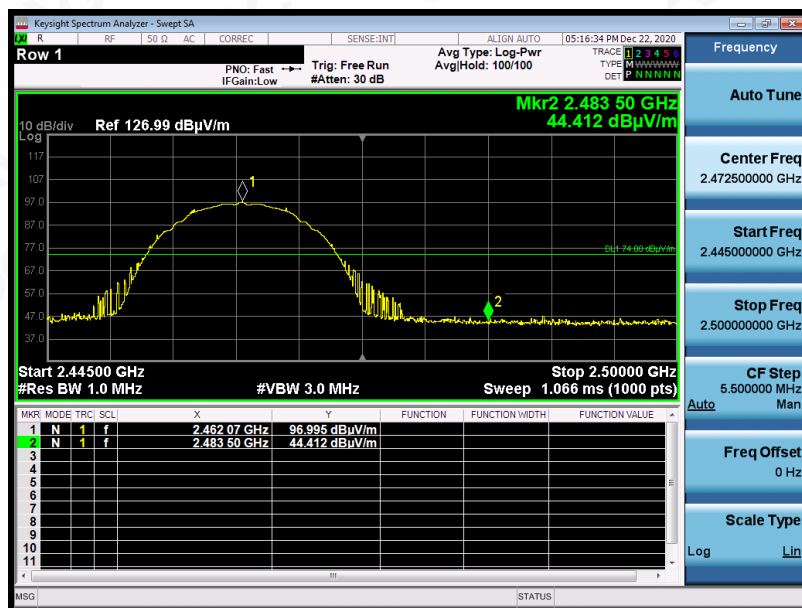 Keysight Spectrum Analyzer - Swept SA
R RF 50 Ω AC CORREC SENSE:INT ALIGN AUTO 05:16:34 PM Dec 22, 2020
Row 1
PNO: Fast
IFGain:Low
Trig: Free Run
#Atten: 30 dB
Avg Type: Log-Pwr
Avg|Hold: 100/100
TRACE 1 2 3 4 5 6
TYPE M WWWWW
DET P N N N N N
Mkr2 2.483 50 GHz
44.412 dBµV/m
10 dB/div Ref 126.99 dBµV/m
Log
117
107
97.0
87.0
77.0
67.0
57.0
47.0
37.0
1
2
DL1 74.00 dBµV/m
Start 2.44500 GHz Stop 2.50000 GHz
#Res BW 1.0 MHz #VBW 3.0 MHz Sweep 1.066 ms (1000 pts)
MKR MODE TRC SCL X Y FUNCTION FUNCTION WIDTH FUNCTION VALUE
1 N 1 f 2.462 07 GHz 96.995 dBµV/m
2 N 1 f 2.483 50 GHz 44.412 dBµV/m
3
4
5
6
7
8
9
10
11
MSG STATUS
Frequency
Auto Tune
Center Freq
2.472500000 GHz
Start Freq
2.445000000 GHz
Stop Freq
2.500000000 GHz
CF Step
5.500000 MHz
Auto Man
Freq Offset
0 Hz
Scale Type
Log Lin